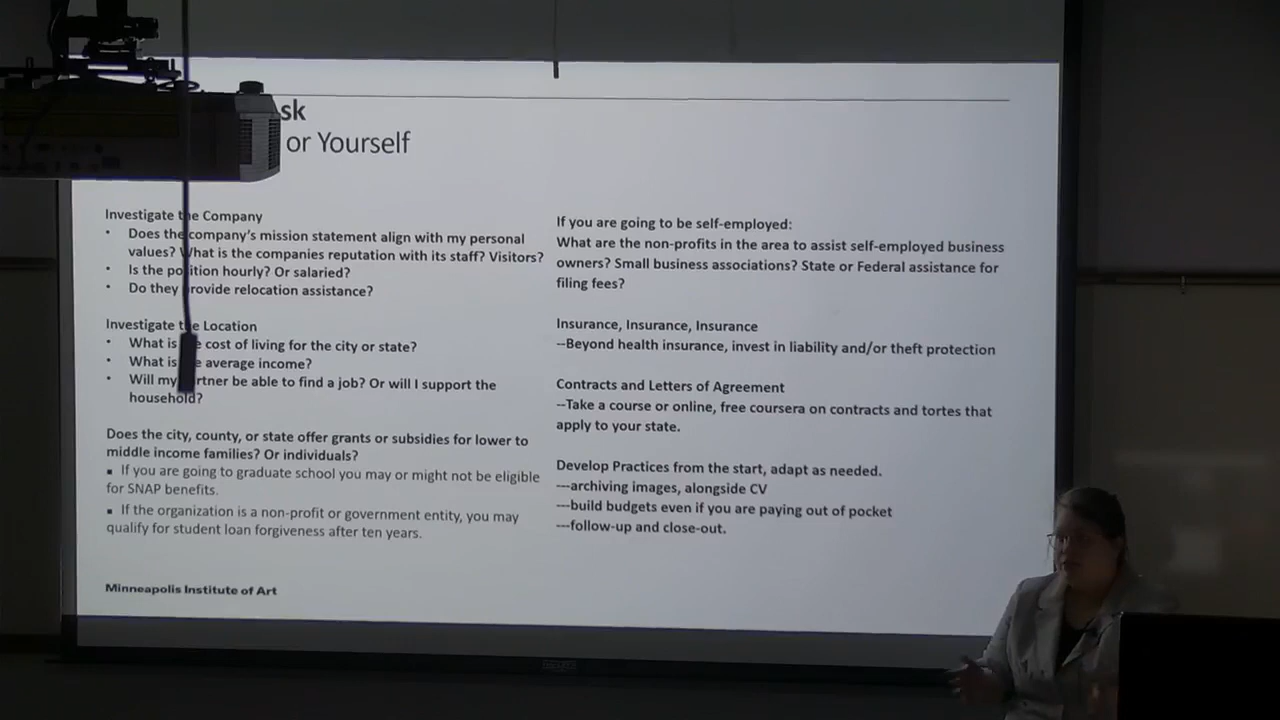 sk
or Yourself
Investigate the Company
• Does the company's mission statement align with my personal
values? What is the companies reputation with its staff? Visitors?
• Is the position hourly? Or salaried?
• Do they provide relocation assistance?
Investigate the Location
• What is cost of living for the city or state?
• What is average income?
• Will my partner be able to find a job? Or will I support the
household?
Does the city, county, or state offer grants or subsidies for lower to
middle income families? Or individuals?
▪ If you are going to graduate school you may or might not be eligible
for SNAP benefits.
▪ If the organization is a non-profit or government entity, you may
qualify for student loan forgiveness after ten years.
Minneapolis Institute of Art
If you are going to be self-employed:
What are the non-profits in the area to assist self-employed business
owners? Small business associations? State or Federal assistance for
filing fees?
Insurance, Insurance, Insurance
--Beyond health insurance, invest in liability and/or theft protection
Contracts and Letters of Agreement
--Take a course or online, free coursera on contracts and tortes that
apply to your state.
Develop Practices from the start, adapt as needed.
---archiving images, alongside CV
---build budgets even if you are paying out of pocket
---follow-up and close-out.